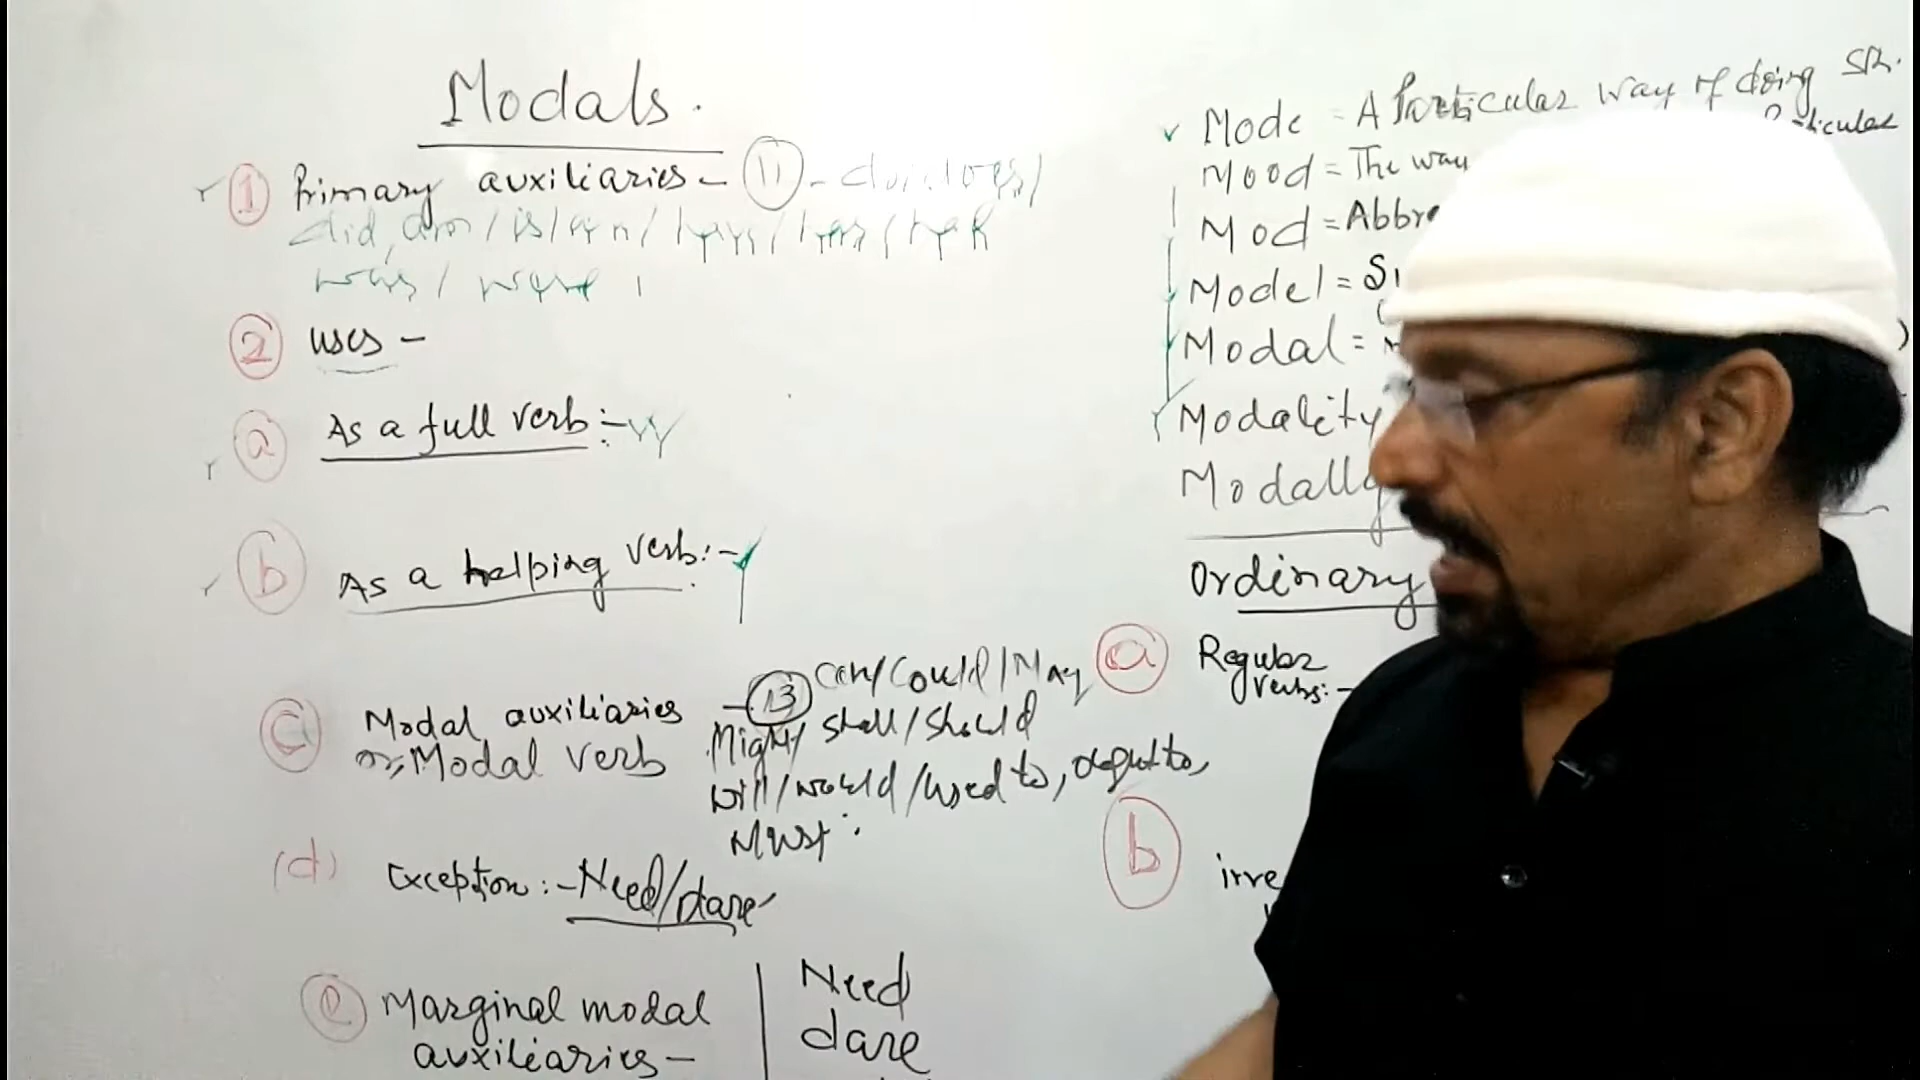 Modals.
① Primary auxiliaries - ⑪ - do/does/
did, am/is/are/have/has/had
was/were/
② uses -
ⓐ As a full verb :-
ⓑ As a helping verb :-
ⓒ Modal auxiliaries - ⑬ Can/Could/May
or, Modal verb Might/Shall/Should
Will/would/used to, ought to,
Must
(d) Exception :- Need/dare
ⓔ Marginal modal auxiliaries -
Need
dare
Mode = A Particular way of doing Sth.
Mood = The way
Mod =
Model =
Modal =
Modality
Modally
Ordinary
ⓐ Regular verbs :-
ⓑ